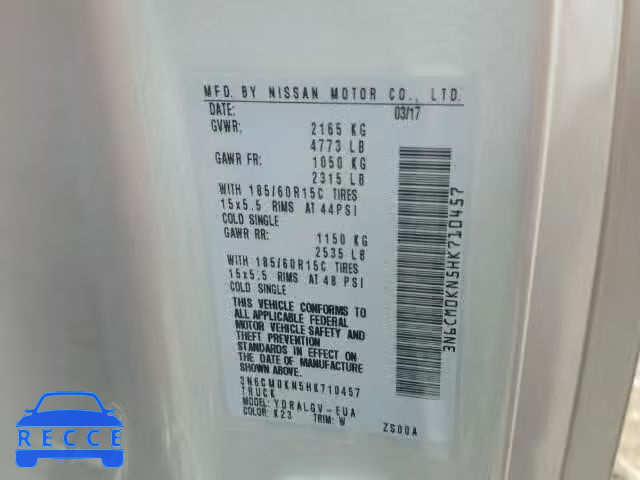 MFD. BY NISSAN MOTOR CO., LTD.
DATE: 03/17
GVWR: 2165 KG
4773 LB
GAWR FR: 1050 KG
2315 LB
WITH 185/60R15C TIRES
15x5.5 RIMS AT 44PSI
COLD SINGLE
GAWR RR: 1150 KG
2535 LB
WITH 185/60R15C TIRES
15x5.5 RIMS AT 48 PSI
COLD SINGLE
THIS VEHICLE CONFORMS TO
ALL APPLICABLE FEDERAL
MOTOR VEHICLE SAFETY AND
THEFT PREVENTION
STANDARDS IN EFFECT ON
THE DATE OF MANUFACTURE
SHOWN ABOVE.
3N6CM0KN5HK710457
TRUCK
MODEL: YDRALGV-EUA
COLOR: K23 TRIM: W ZS00A
3N6CM0KN5HK710457
RECCE